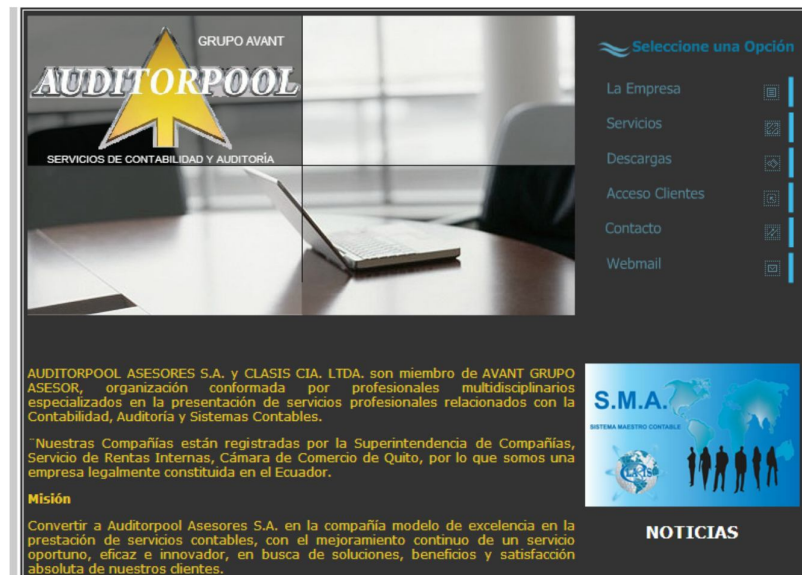 GRUPO AVANT
AUDITORPOOL
SERVICIOS DE CONTABILIDAD Y AUDITORÌA
Seleccione una Opción
La Empresa
Servicios
Descargas
Acceso Clientes
Contacto
Webmail
AUDITORPOOL ASESORES S.A. y CLASIS CIA. LTDA. son miembro de AVANT GRUPO
ASESOR, organización conformada por profesionales multidisciplinarios
especializados en la presentación de servicios profesionales relacionados con la
Contabilidad, Auditoría y Sistemas Contables.
¨Nuestras Compañías están registradas por la Superintendencia de Compañías,
Servicio de Rentas Internas, Cámara de Comercio de Quito, por lo que somos una
empresa legalmente constituida en el Ecuador.
Misión
Convertir a Auditorpool Asesores S.A. en la compañía modelo de excelencia en la
prestación de servicios contables, con el mejoramiento continuo de un servicio
oportuno, eficaz e innovador, en busca de soluciones, beneficios y satisfacción
absoluta de nuestros clientes.
S.M.A.
SISTEMA MAESTRO CONTABLE
NOTICIAS